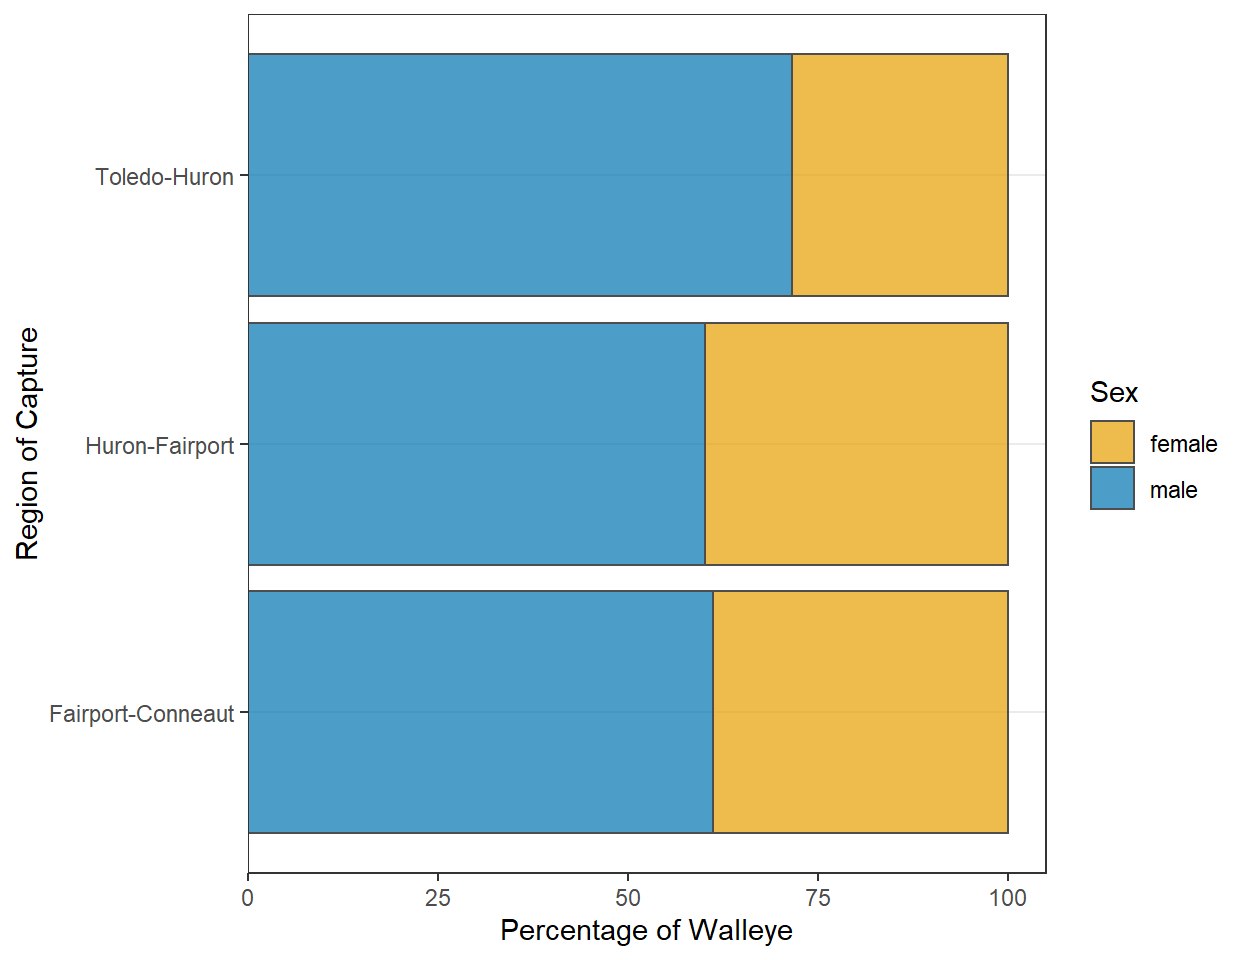 Toledo-Huron
Huron-Fairport
Fairport-Conneaut
Region of Capture
0 25 50 75 100
Percentage of Walleye
Sex
female
male